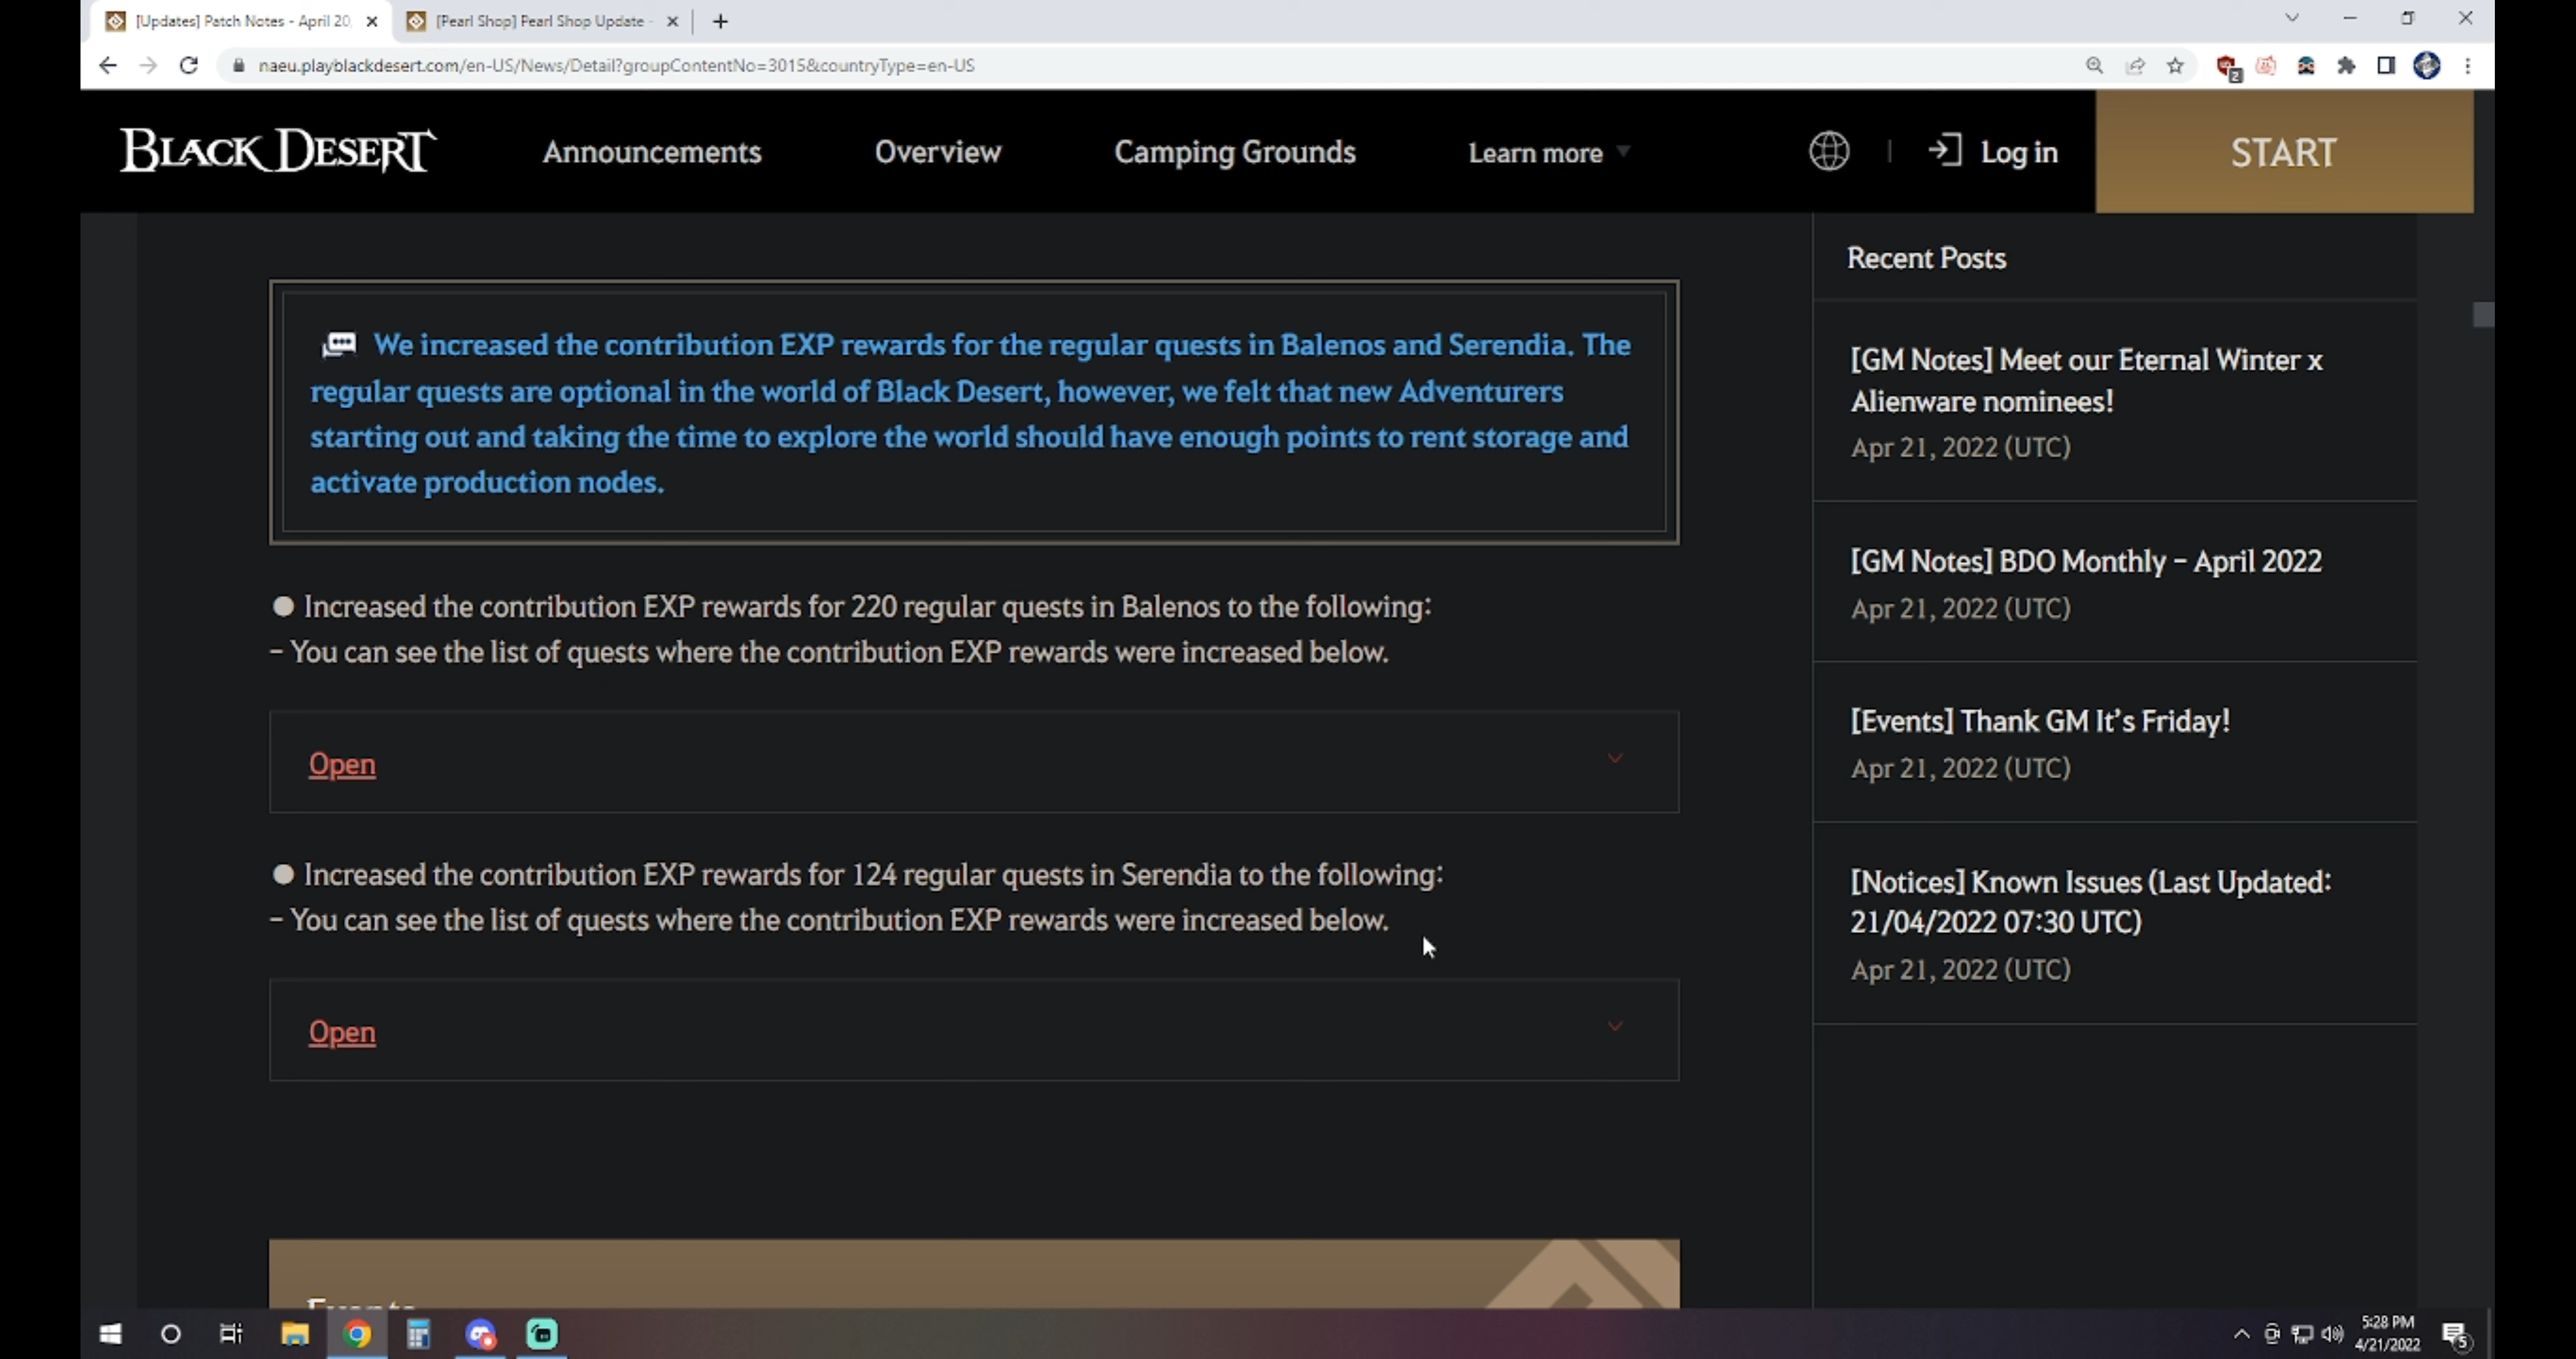 [Updates] Patch Notes - April 20,
[Pearl Shop] Pearl Shop Update -
naeu.playblackdesert.com/en-US/News/Detail?groupContentNo=3015&countryType=en-US
2
BLACK DESERT
Announcements
Overview
Camping Grounds
Learn more
Log in
START
We increased the contribution EXP rewards for the regular quests in Balenos and Serendia. The
regular quests are optional in the world of Black Desert, however, we felt that new Adventurers
starting out and taking the time to explore the world should have enough points to rent storage and
activate production nodes.
● Increased the contribution EXP rewards for 220 regular quests in Balenos to the following:
- You can see the list of quests where the contribution EXP rewards were increased below.
Open
● Increased the contribution EXP rewards for 124 regular quests in Serendia to the following:
- You can see the list of quests where the contribution EXP rewards were increased below.
Open
Events
Recent Posts
[GM Notes] Meet our Eternal Winter x
Alienware nominees!
Apr 21, 2022 (UTC)
[GM Notes] BDO Monthly - April 2022
Apr 21, 2022 (UTC)
[Events] Thank GM It's Friday!
Apr 21, 2022 (UTC)
[Notices] Known Issues (Last Updated:
21/04/2022 07:30 UTC)
Apr 21, 2022 (UTC)
5:28 PM
4/21/2022
5